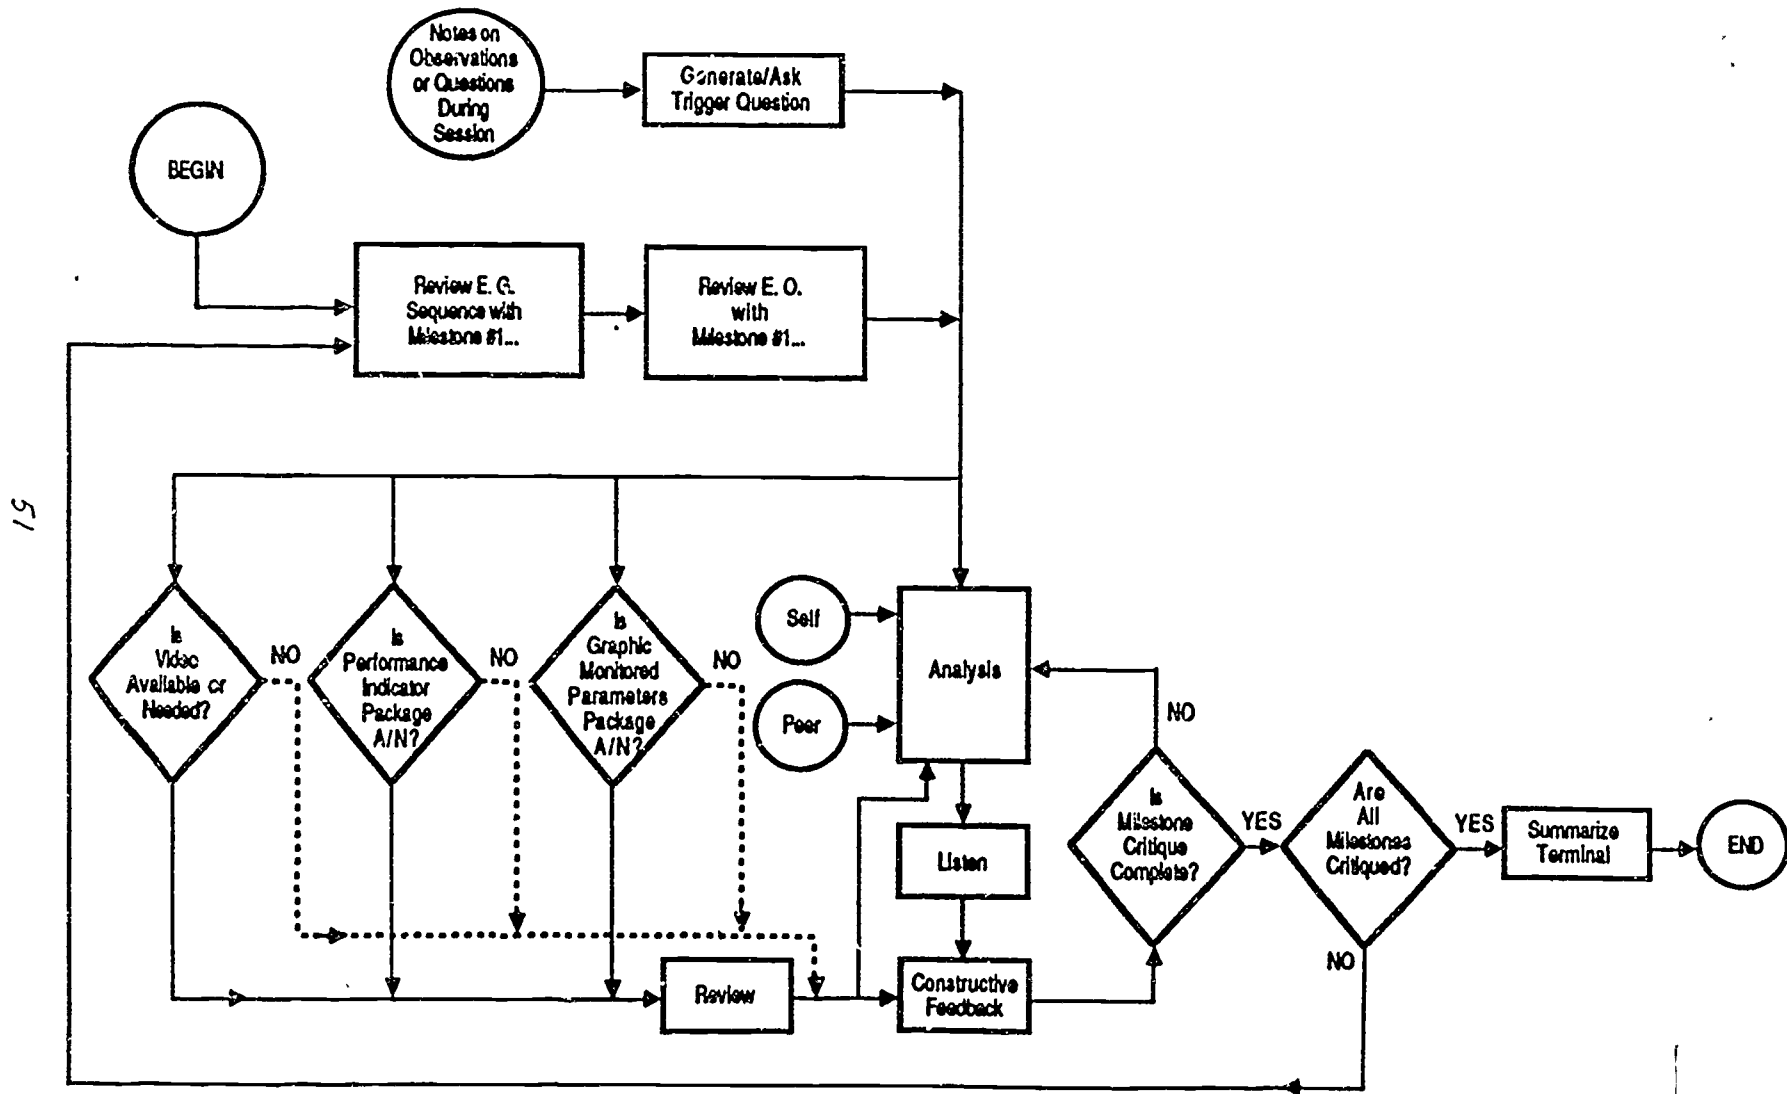 Notes on
Observations
or Questions
During
Session
Generate/Ask
Trigger Question
BEGIN
Review E. G.
Sequence with
Milestone #1...
Review E. O.
with
Milestone #1...
51
Is
Video
Available or
Needed?
NO
Is
Performance
Indicator
Package
A/N?
NO
Is
Graphic
Monitored
Parameters
Package
A/N?
NO
Self
Peer
Analysis
NO
Listen
Is
Milestone
Critique
Complete?
YES
Are
All
Milestones
Critiqued?
YES
NO
Summarize
Terminal
END
Review
Constructive
Feedback